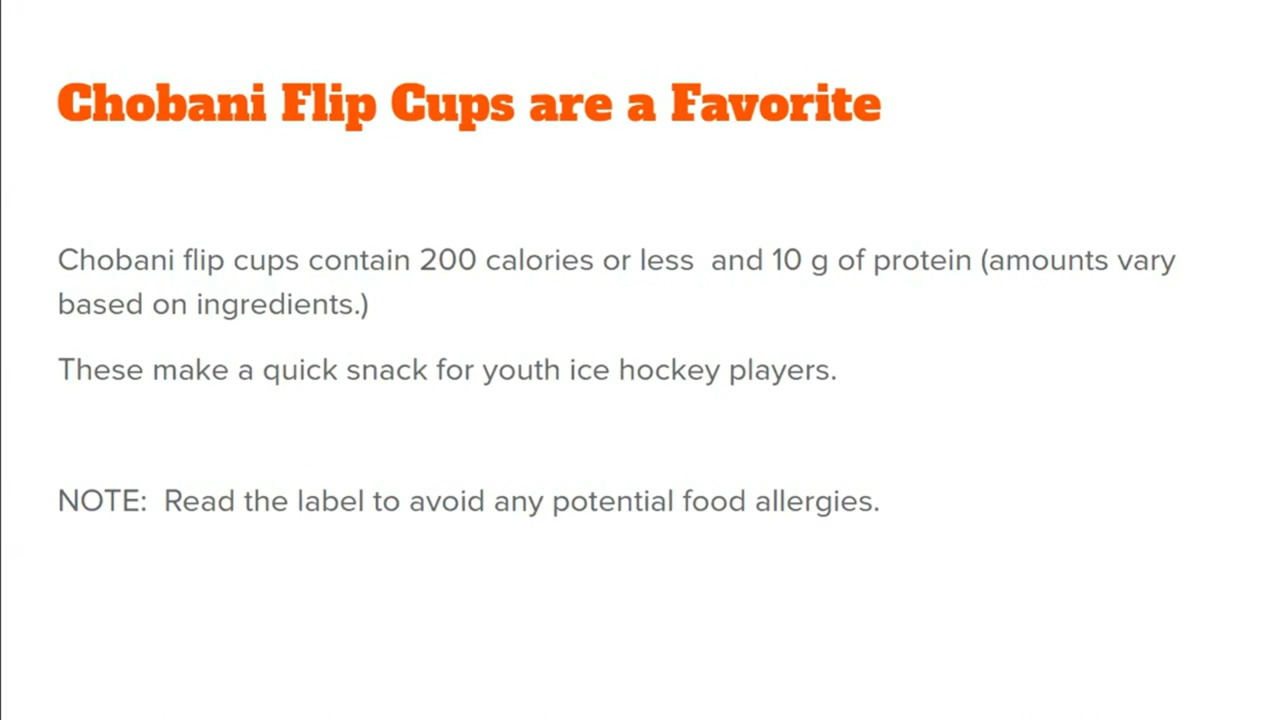 Chobani Flip Cups are a Favorite
Chobani flip cups contain 200 calories or less  and 10 g of protein (amounts vary
based on ingredients.)
These make a quick snack for youth ice hockey players.
NOTE:  Read the label to avoid any potential food allergies.